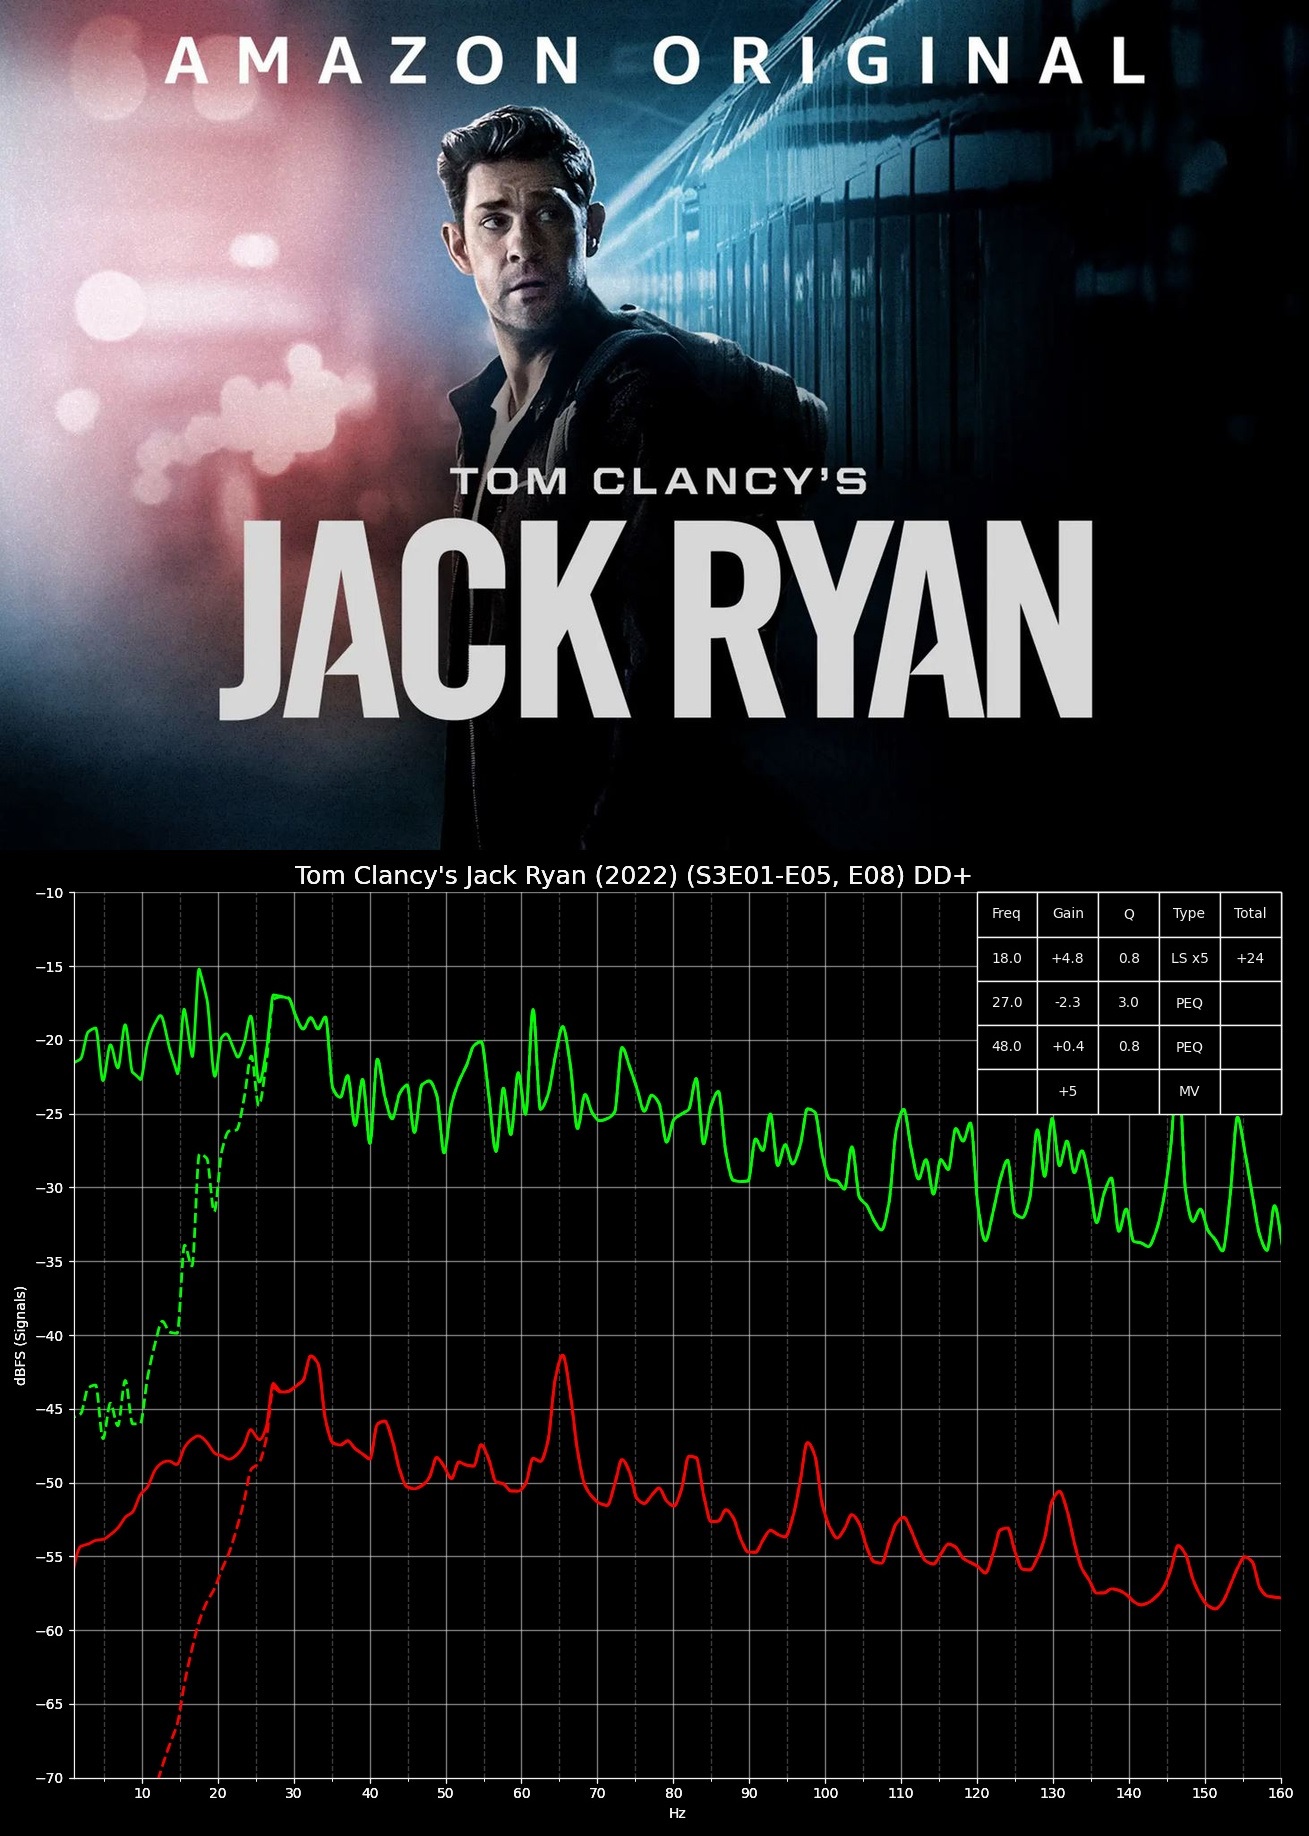 AMAZON ORIGINAL
TOM CLANCY'S
JACK RYAN
Tom Clancy's Jack Ryan (2022) (S3E01-E05, E08) DD+
Freq Gain Q Type Total
18.0 +4.8 0.8 LS x5 +24
27.0 -2.3 3.0 PEQ
48.0 +0.4 0.8 PEQ
+5 MV
−10
−15
−20
−25
−30
−35
−40
−45
−50
−55
−60
−65
−70
dBFS (Signals)
10 20 30 40 50 60 70 80 90 100 110 120 130 140 150 160
Hz